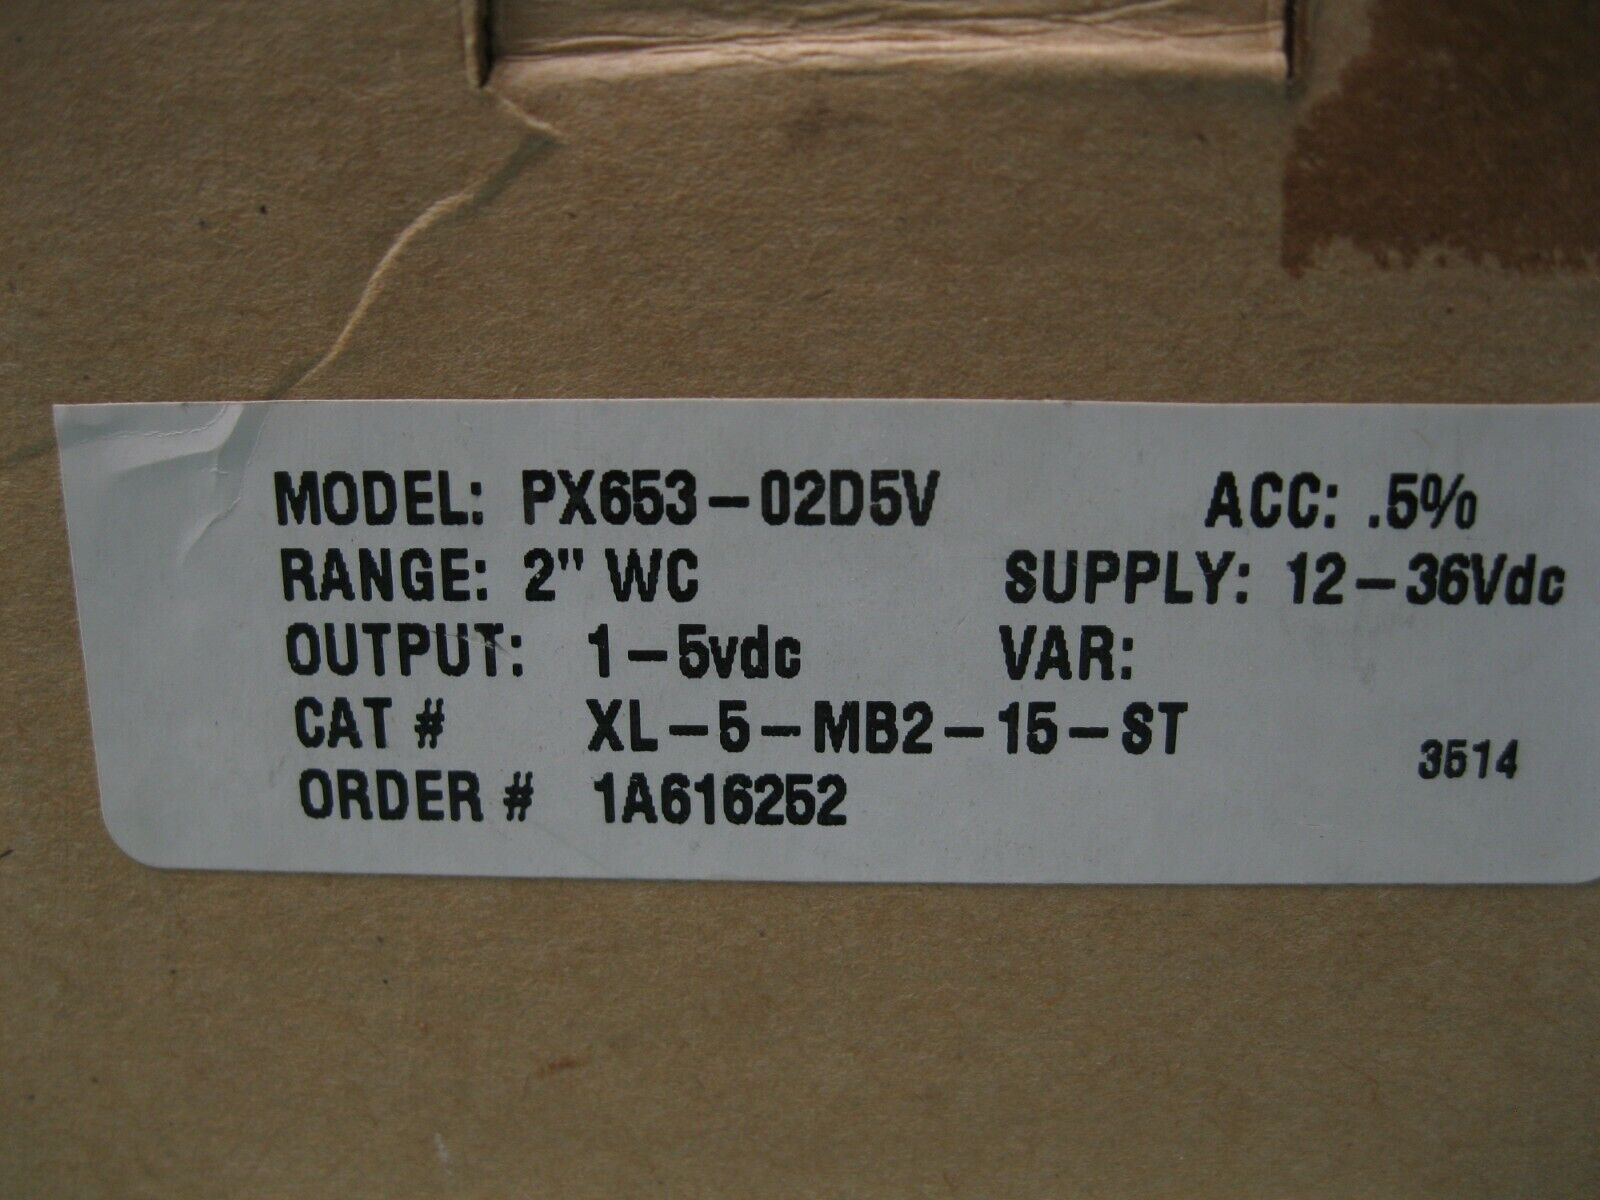 MODEL: PX653-02D5V ACC: .5%
RANGE: 2" WC SUPPLY: 12-36Vdc
OUTPUT: 1-5vdc VAR:
CAT # XL-5-MB2-15-ST
3514
ORDER # 1A616252